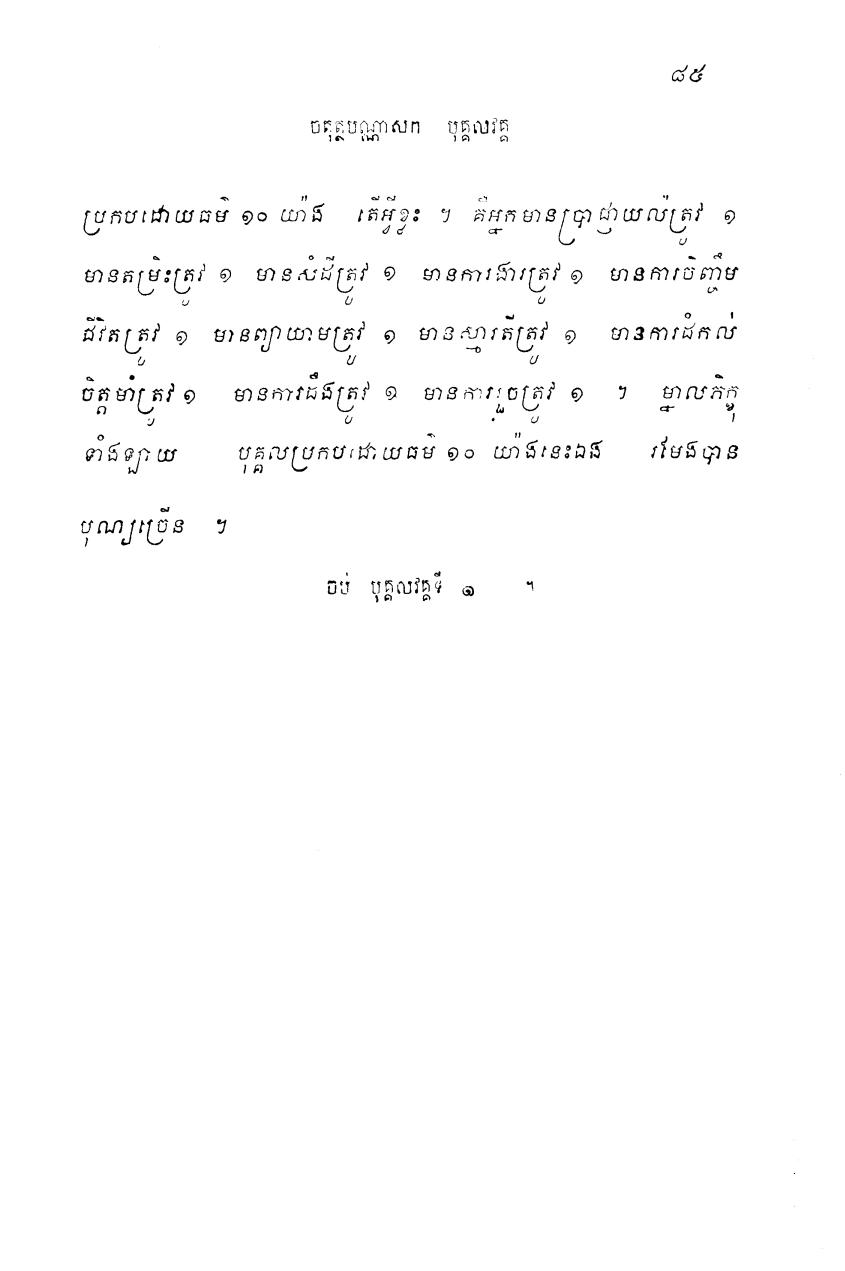 ៨៥
ចតុត្ថបណ្ណាសក បុគ្គលវគ្គ
ប្រកបដោយធម៌ ១០ យ៉ាង តើអ្វីខ្លះ ។ គឺអ្នកមានប្រាជ្ញាយល់ត្រូវ ១
មានតម្រិះត្រូវ ១ មានសំដីត្រូវ ១ មានការងារត្រូវ ១ មានការចិញ្ចឹម
ជីវិតត្រូវ ១ មានព្យាយាមត្រូវ ១ មានស្មារតីត្រូវ ១ មានការដំកល់
ចិត្តមាំត្រូវ ១ មានការដឹងត្រូវ ១ មានការរួចត្រូវ ១ ។ ម្នាលភិក្ខុ
ទាំងឡាយ បុគ្គលប្រកបដោយធម៌ ១០ យ៉ាងនេះឯង រមែងបាន
បុណ្យច្រើន ។
ចប់ បុគ្គលវគ្គទី ១ ។